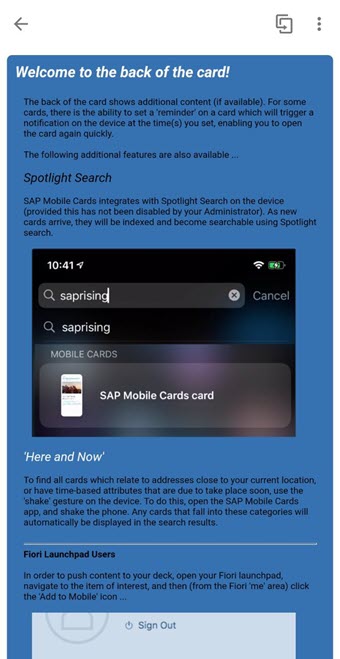 Welcome to the back of the card!
The back of the card shows additional content (if available). For some
cards, there is the ability to set a 'reminder' on a card which will trigger a
notification on the device at the time(s) you set, enabling you to open
the card again quickly.
The following additional features are also available ...
Spotlight Search
SAP Mobile Cards integrates with Spotlight Search on the device
(provided this has not been disabled by your Administrator). As new
cards arrive, they will be indexed and become searchable using Spotlight
search.
10:41
saprising
Cancel
saprising
MOBILE CARDS
SAP Mobile Cards card
'Here and Now'
To find all cards which relate to addresses close to your current location,
or have time-based attributes that are due to take place soon, use the
'shake' gesture on the device. To do this, open the SAP Mobile Cards
app, and shake the phone. Any cards that fall into these categories will
automatically be displayed in the search results.
Fiori Launchpad Users
In order to push content to your deck, open your Fiori launchpad,
navigate to the item of interest, and then (from the Fiori 'me' area) click
the 'Add to Mobile' icon ...
Sign Out